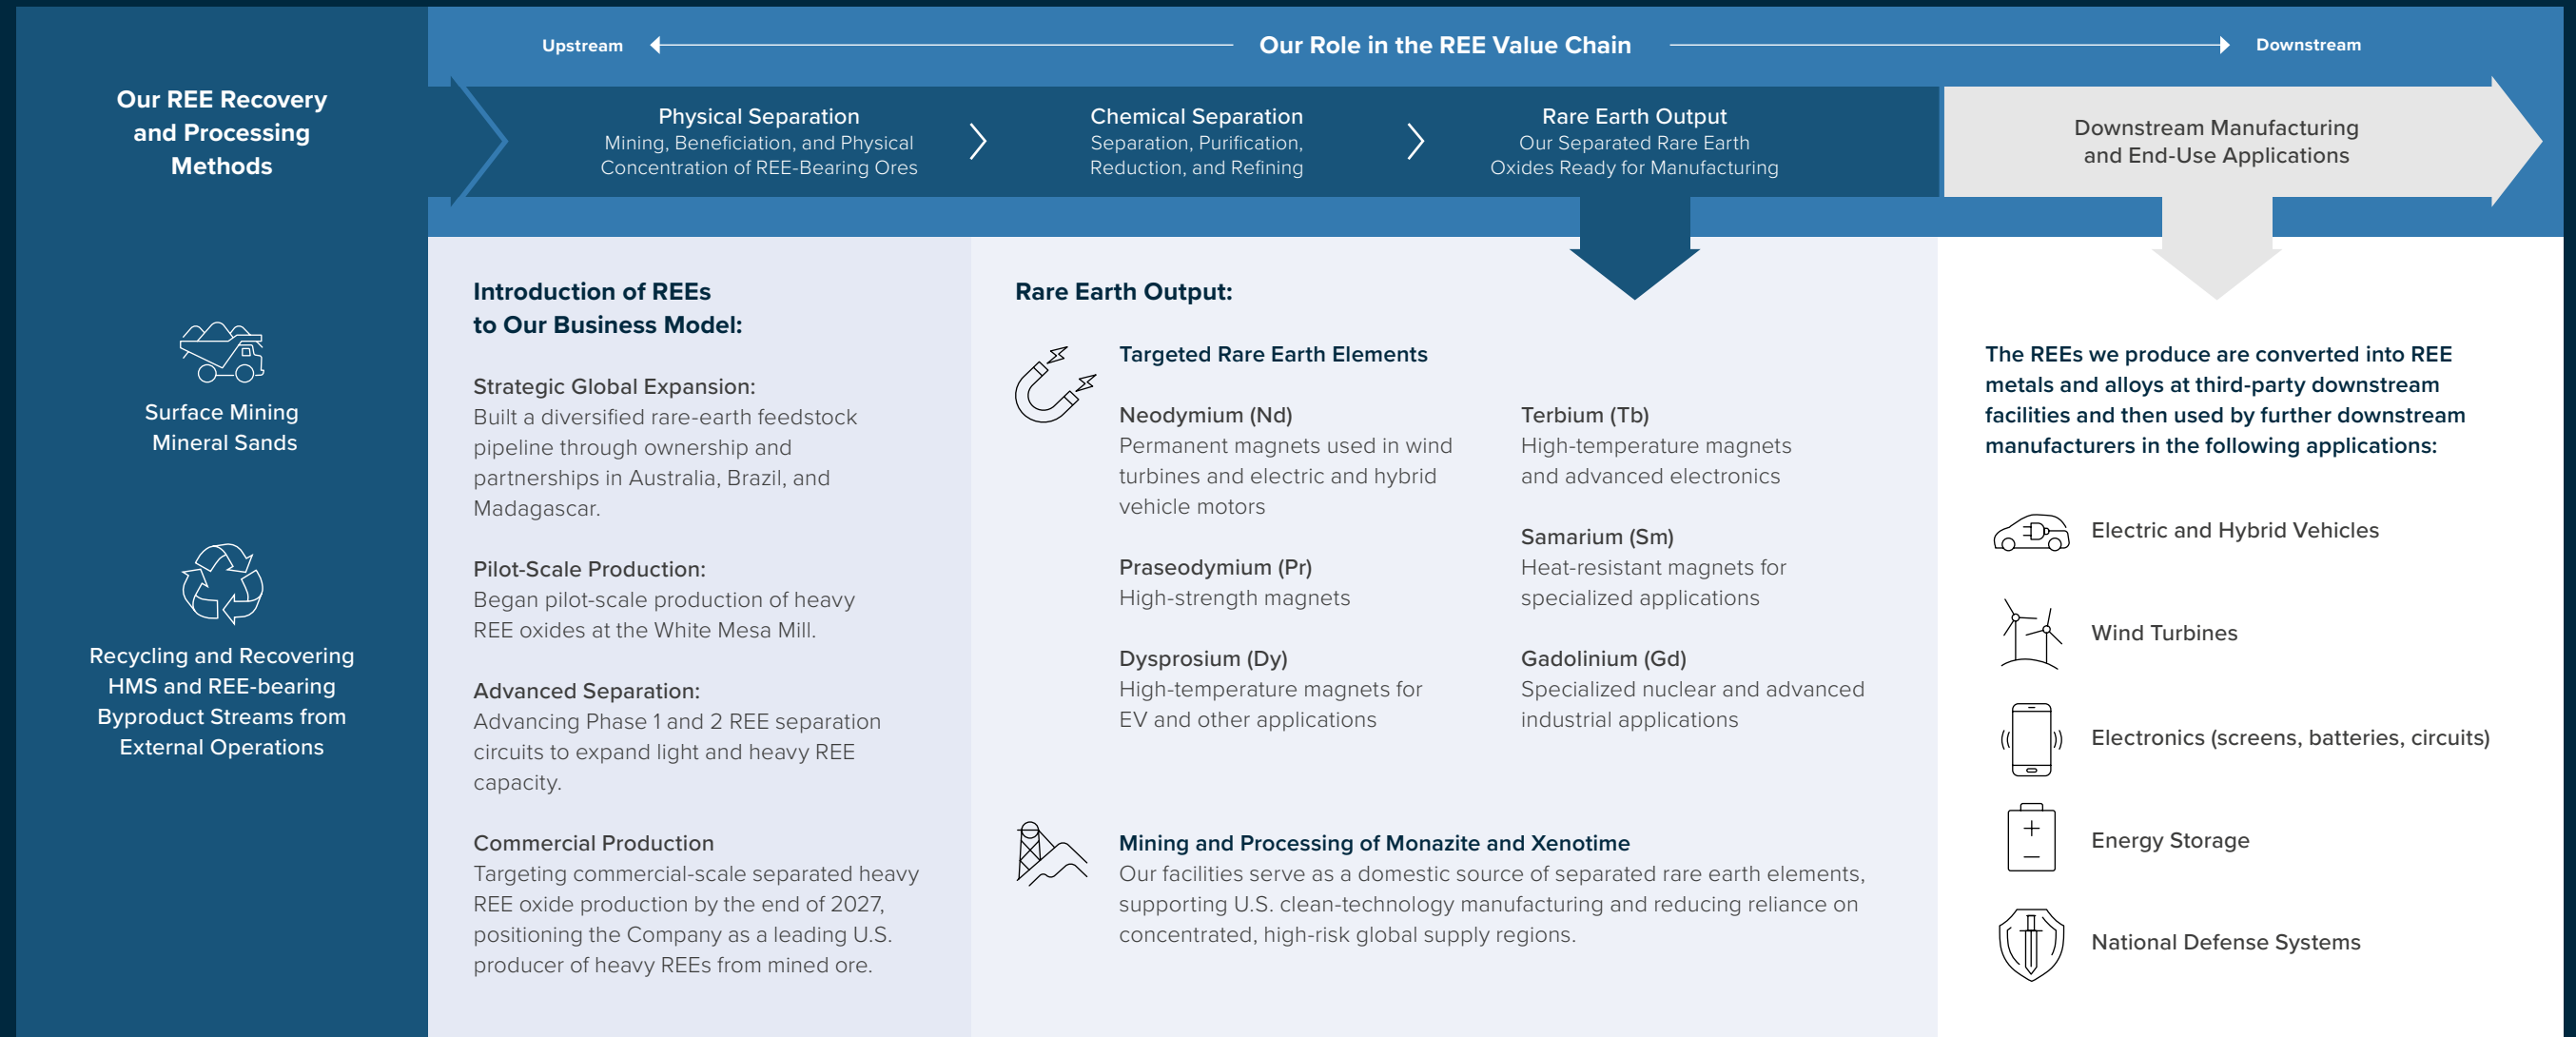 Upstream
Our Role in the REE Value Chain
Downstream
Our REE Recovery
and Processing
Methods
Physical Separation
Mining, Beneficiation, and Physical
Concentration of REE-Bearing Ores
Chemical Separation
Separation, Purification,
Reduction, and Refining
Rare Earth Output
Our Separated Rare Earth
Oxides Ready for Manufacturing
Downstream Manufacturing
and End-Use Applications
Surface Mining
Mineral Sands
Recycling and Recovering
HMS and REE-bearing
Byproduct Streams from
External Operations
Introduction of REEs
to Our Business Model:
Strategic Global Expansion:
Built a diversified rare-earth feedstock
pipeline through ownership and
partnerships in Australia, Brazil, and
Madagascar.
Pilot-Scale Production:
Began pilot-scale production of heavy
REE oxides at the White Mesa Mill.
Advanced Separation:
Advancing Phase 1 and 2 REE separation
circuits to expand light and heavy REE
capacity.
Commercial Production
Targeting commercial-scale separated heavy
REE oxide production by the end of 2027,
positioning the Company as a leading U.S.
producer of heavy REEs from mined ore.
Rare Earth Output:
Targeted Rare Earth Elements
Neodymium (Nd)
Permanent magnets used in wind
turbines and electric and hybrid
vehicle motors
Praseodymium (Pr)
High-strength magnets
Dysprosium (Dy)
High-temperature magnets for
EV and other applications
Terbium (Tb)
High-temperature magnets
and advanced electronics
Samarium (Sm)
Heat-resistant magnets for
specialized applications
Gadolinium (Gd)
Specialized nuclear and advanced
industrial applications
Mining and Processing of Monazite and Xenotime
Our facilities serve as a domestic source of separated rare earth elements,
supporting U.S. clean-technology manufacturing and reducing reliance on
concentrated, high-risk global supply regions.
The REEs we produce are converted into REE
metals and alloys at third-party downstream
facilities and then used by further downstream
manufacturers in the following applications:
Electric and Hybrid Vehicles
Wind Turbines
Electronics (screens, batteries, circuits)
Energy Storage
National Defense Systems